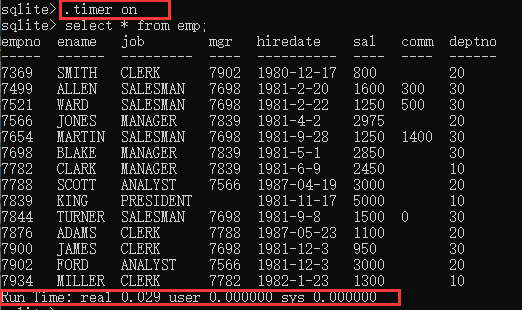 sqlite> .timer on
sqlite> select * from emp;
empno  ename   job        mgr   hiredate    sal   comm  deptno
-----  ------  ---------  ----  ----------  ----  ----  ------
7369   SMITH   CLERK      7902  1980-12-17  800         20
7499   ALLEN   SALESMAN   7698  1981-2-20   1600  300   30
7521   WARD    SALESMAN   7698  1981-2-22   1250  500   30
7566   JONES   MANAGER    7839  1981-4-2    2975        20
7654   MARTIN  SALESMAN   7698  1981-9-28   1250  1400  30
7698   BLAKE   MANAGER    7839  1981-5-1    2850        30
7782   CLARK   MANAGER    7839  1981-6-9    2450        10
7788   SCOTT   ANALYST    7566  1987-04-19  3000        20
7839   KING    PRESIDENT        1981-11-17  5000        10
7844   TURNER  SALESMAN   7698  1981-9-8    1500  0     30
7876   ADAMS   CLERK      7788  1987-05-23  1100        20
7900   JAMES   CLERK      7698  1981-12-3   950         30
7902   FORD    ANALYST    7566  1981-12-3   3000        20
7934   MILLER  CLERK      7782  1982-1-23   1300        10
Run Time: real 0.029 user 0.000000 sys 0.000000
sqlite>